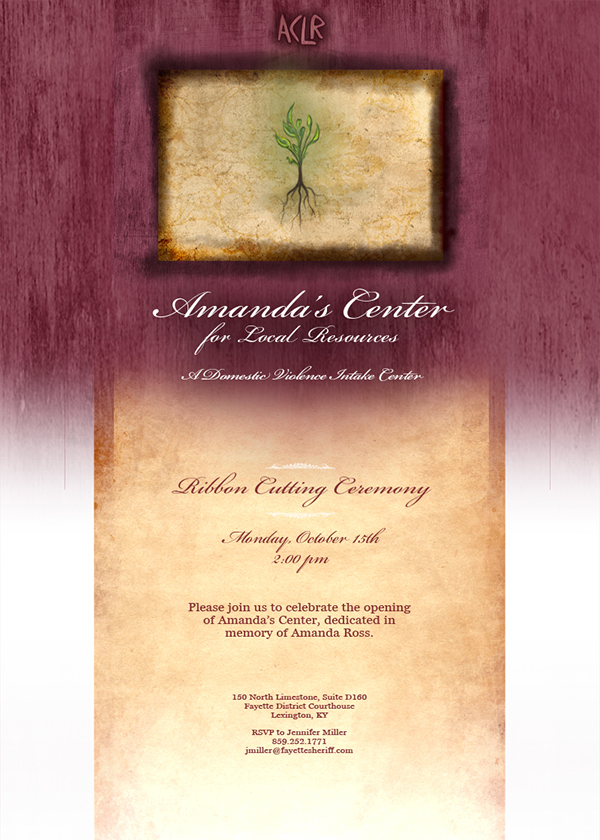 ACLR
Amanda's Center
for Local Resources
A Domestic Violence Intake Center
Ribbon Cutting Ceremony
Monday, October 15th
2:00 pm
Please join us to celebrate the opening
of Amanda's Center, dedicated in
memory of Amanda Ross.
150 North Limestone, Suite D160
Fayette District Courthouse
Lexington, KY
RSVP to Jennifer Miller
859.252.1771
jmiller@fayettesheriff.com